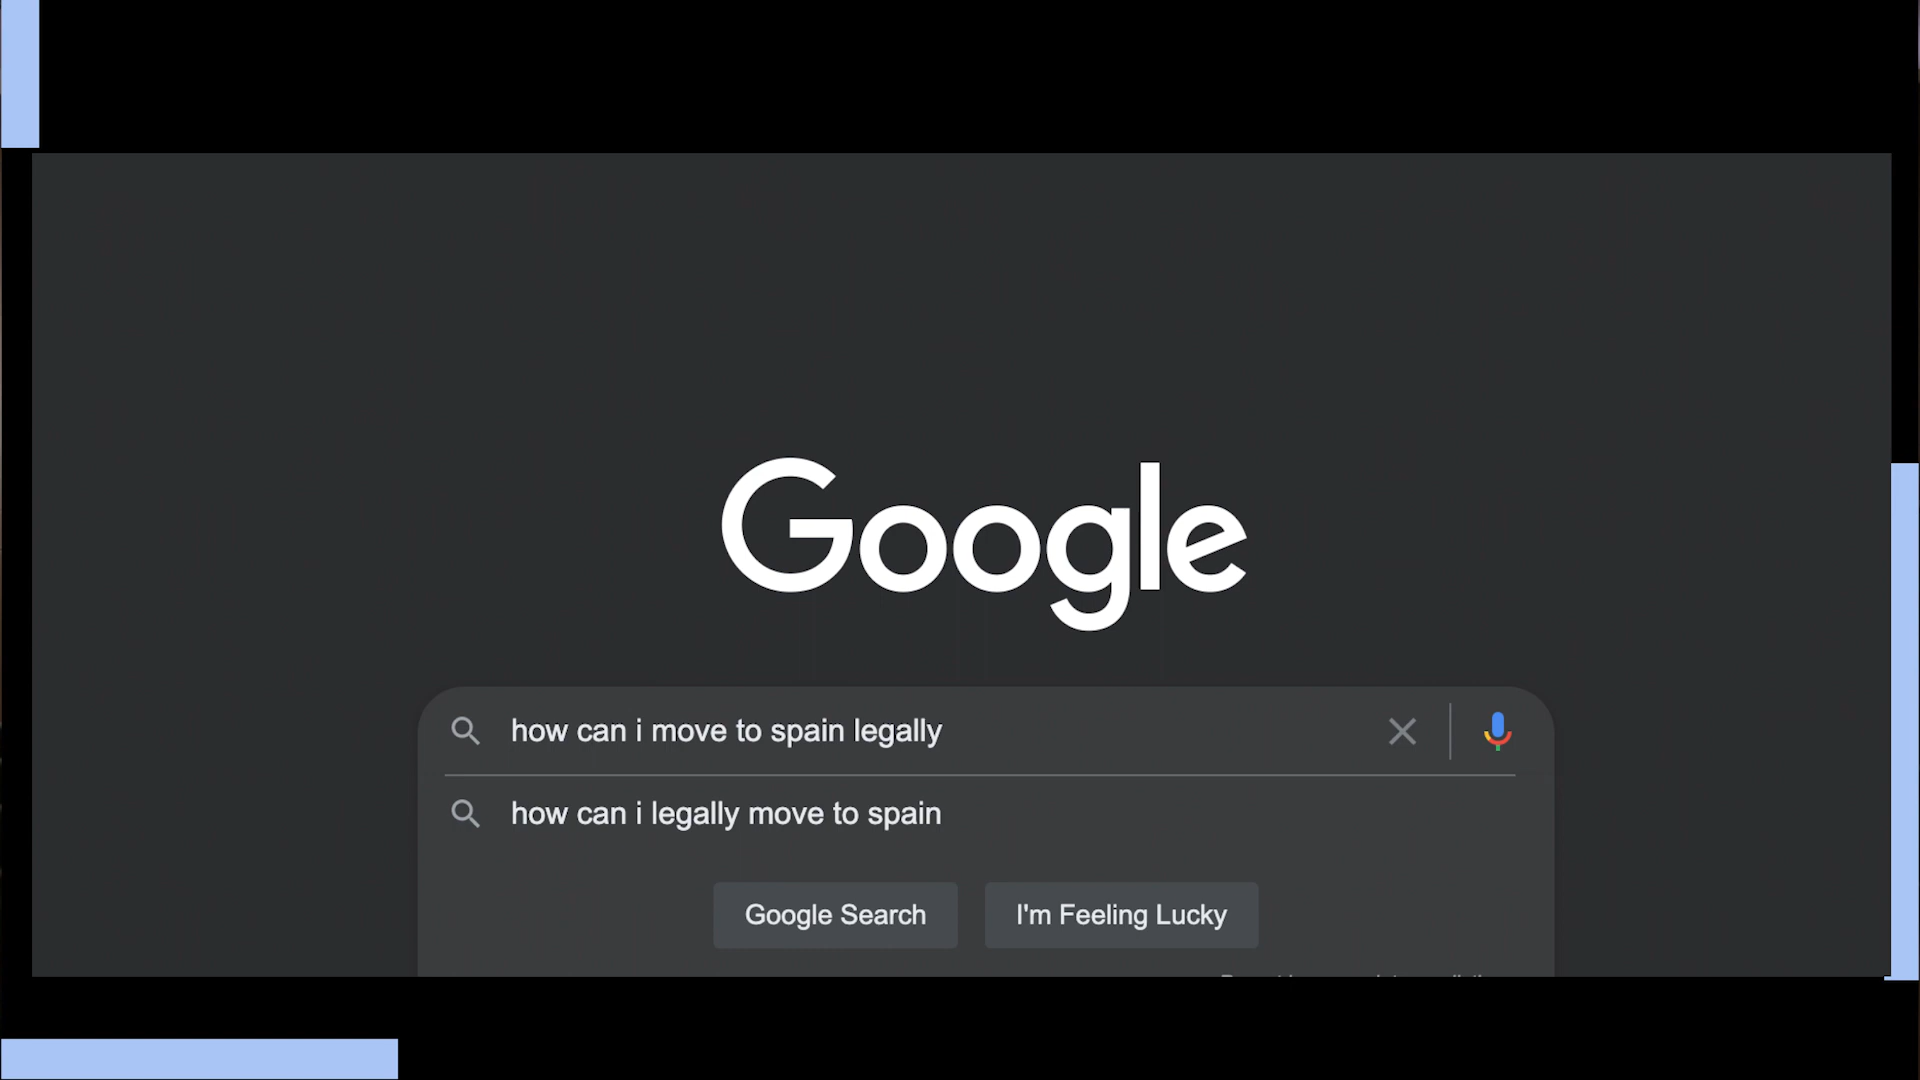 Google
how can i move to spain legally
how can i legally move to spain
Google Search
I'm Feeling Lucky